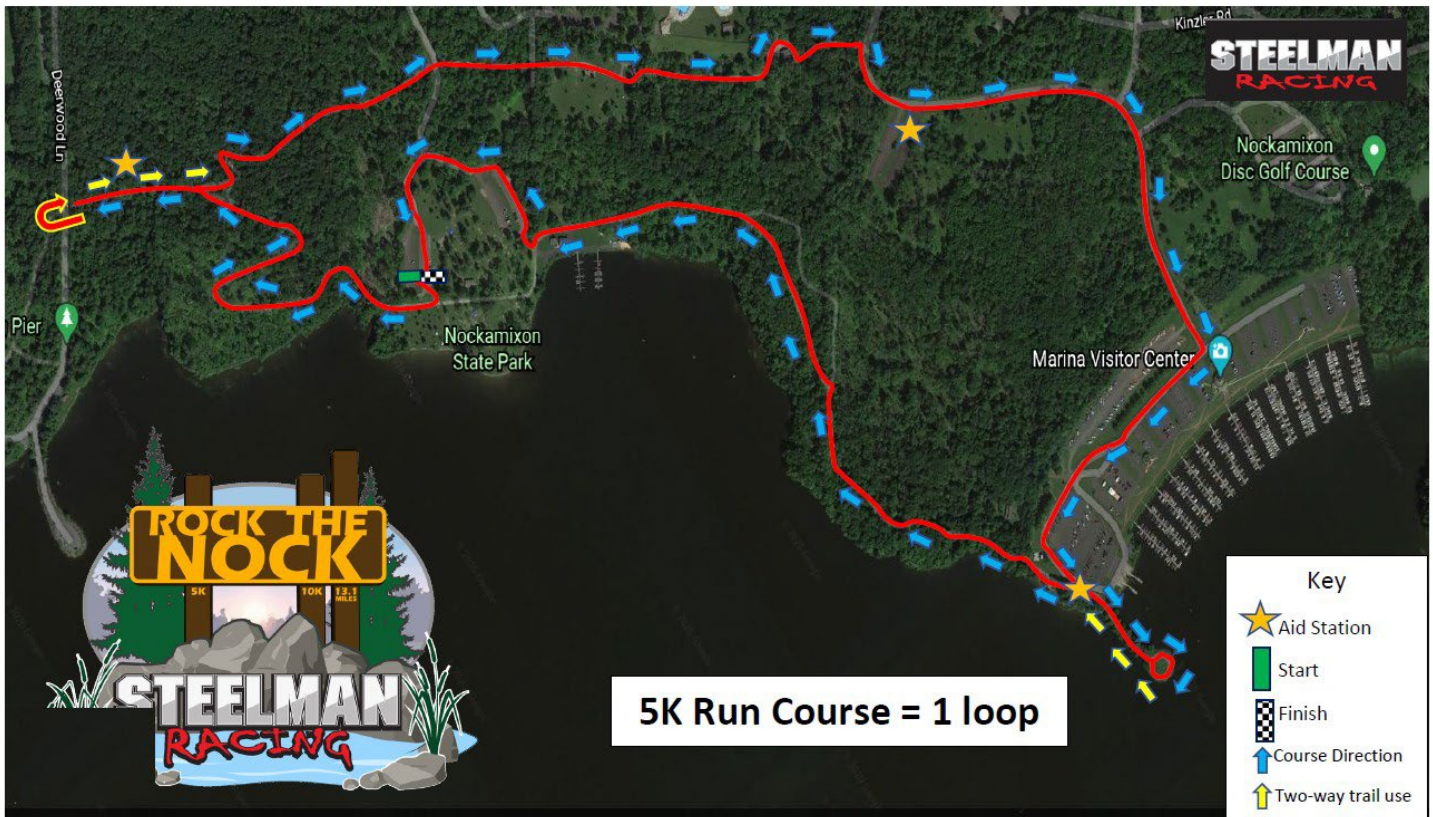 Kinzler Rd
STEELMAN
RACING
Deerwood Ln
Nockamixon
Disc Golf Course
Pier
Nockamixon
State Park
Marina Visitor Center
ROCK THE
NOCK
5K
10K
13.1
MILES
STEELMAN
RACING
5K Run Course = 1 loop
Key
Aid Station
Start
Finish
Course Direction
Two-way trail use